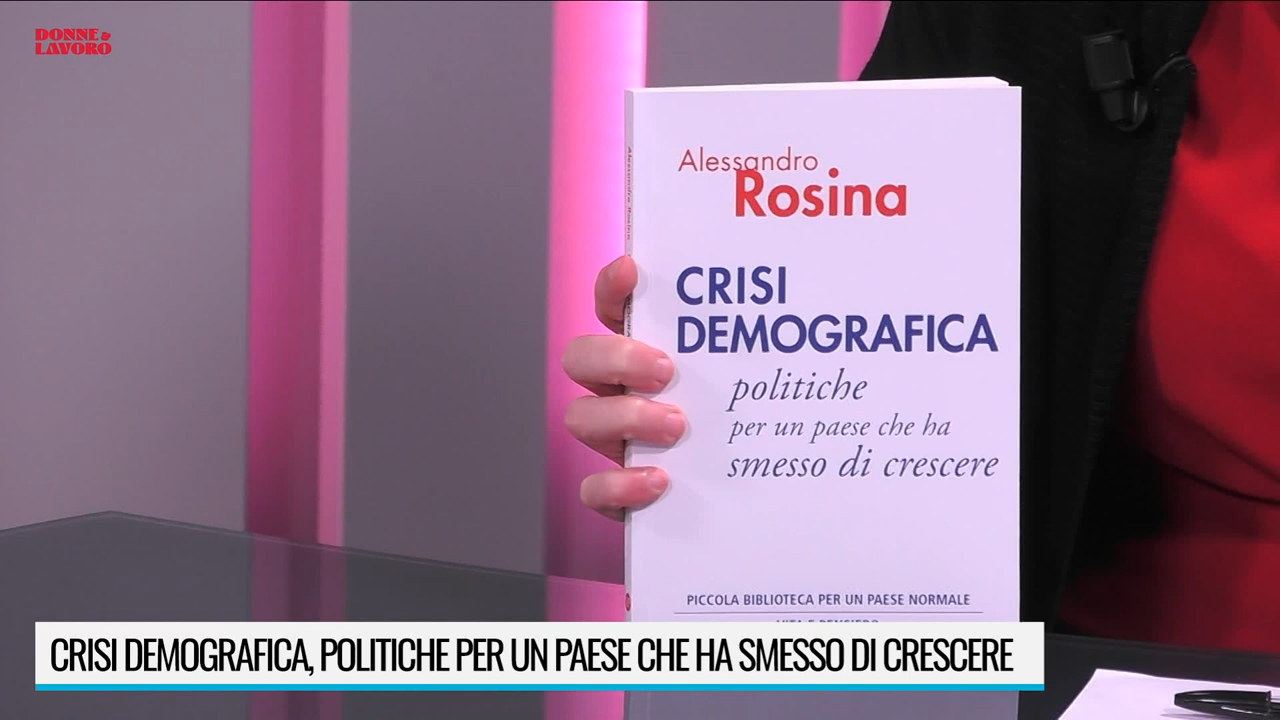 DONNE &
LAVORO
Alessandro
Rosina
CRISI
DEMOGRAFICA
politiche
per un paese che ha
smesso di crescere
PICCOLA BIBLIOTECA PER UN PAESE NORMALE
CRISI DEMOGRAFICA, POLITICHE PER UN PAESE CHE HA SMESSO DI CRESCERE